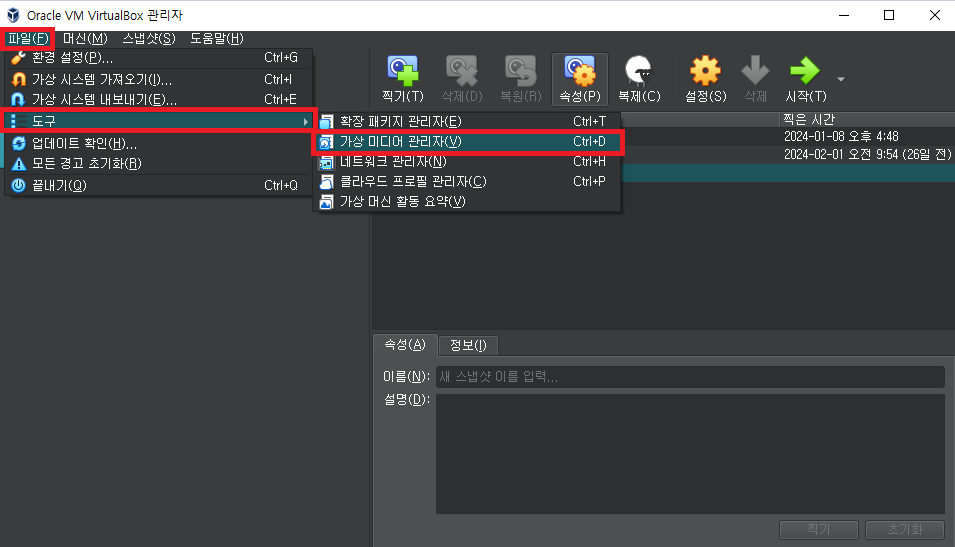 Oracle VM VirtualBox 관리자
파일(F) 머신(M) 스냅샷(S) 도움말(H)
환경 설정(P)... Ctrl+G
가상 시스템 가져오기(I)... Ctrl+I
가상 시스템 내보내기(E)... Ctrl+E
도구
업데이트 확인(H)...
모든 경고 초기화(R)
끝내기(Q) Ctrl+Q
확장 패키지 관리자(E) Ctrl+T
가상 미디어 관리자(V) Ctrl+D
네트워크 관리자(N) Ctrl+H
클라우드 프로필 관리자(C) Ctrl+P
가상 머신 활동 요약(V)
찍기(T) 삭제(D) 복원(R) 속성(P) 복제(C) 설정(S) 삭제 시작(T)
찍은 시간
2024-01-08 오후 4:48
2024-02-01 오전 9:54 (26일 전)
속성(A) 정보(I)
이름(N): 새 스냅샷 이름 입력...
설명(D):
찍기 초기화